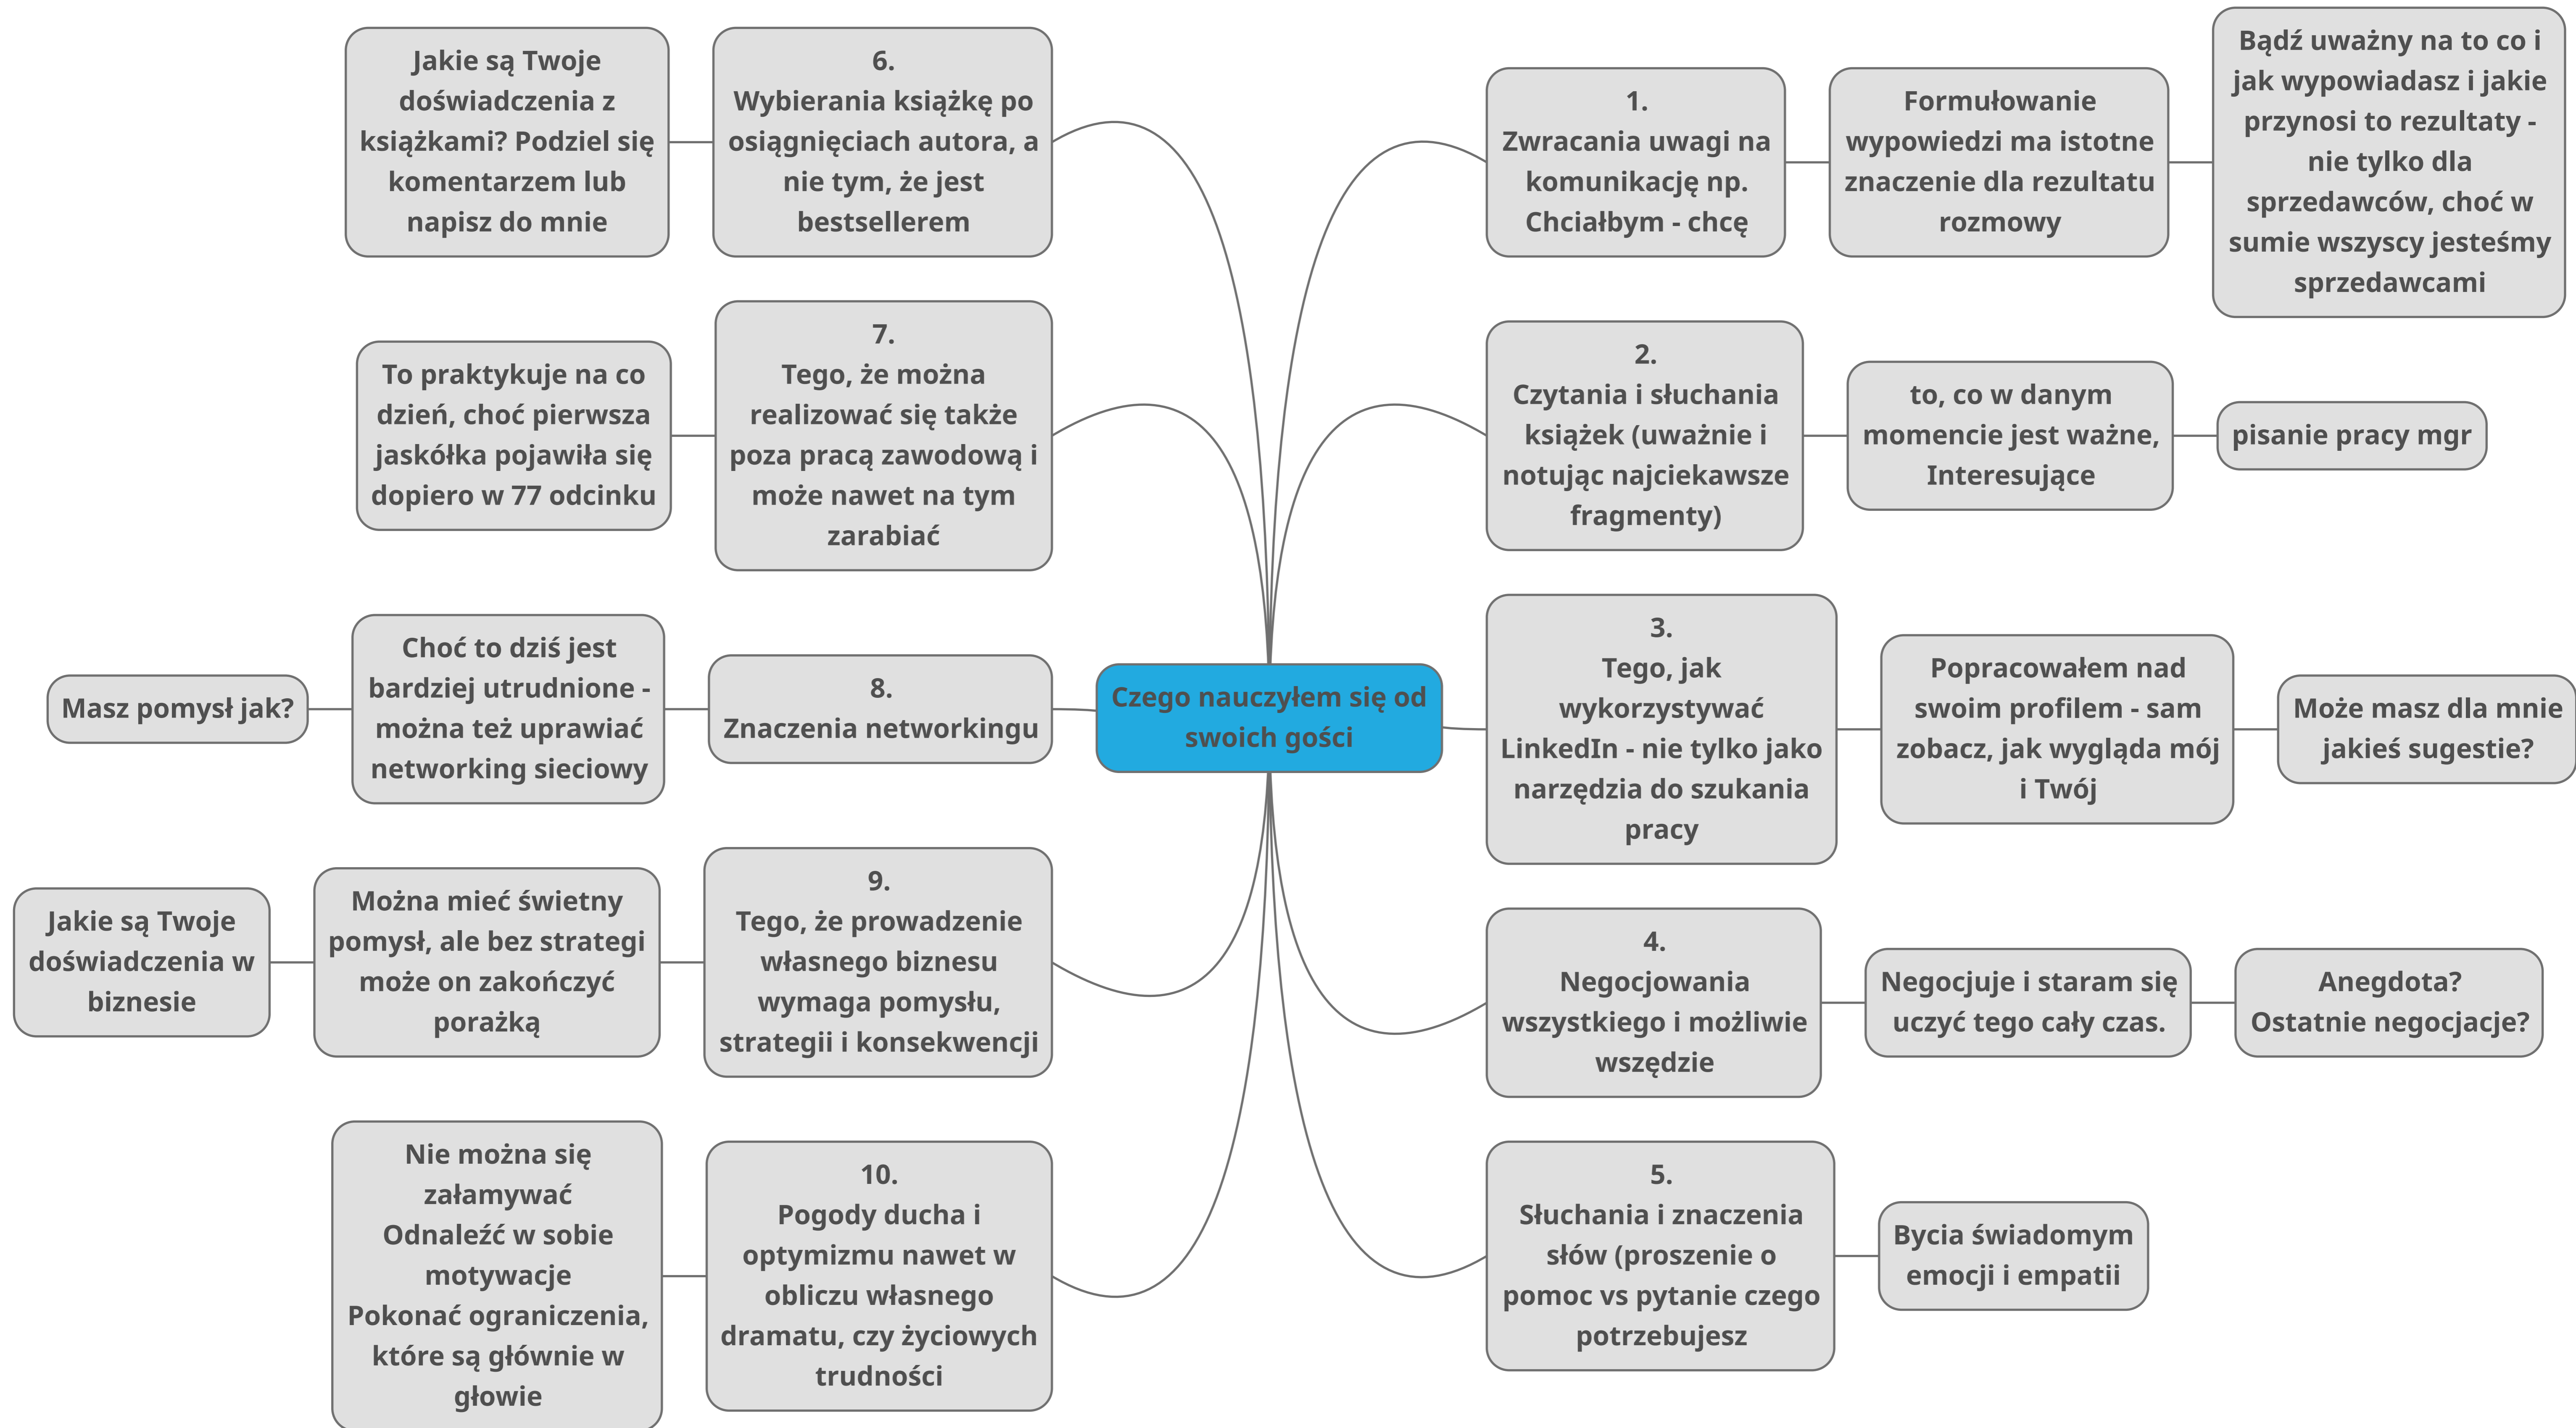 Czego nauczyłem się od
swoich gości
1.
Zwracania uwagi na
komunikację np.
Chciałbym - chcę
Formułowanie
wypowiedzi ma istotne
znaczenie dla rezultatu
rozmowy
Bądź uważny na to co i
jak wypowiadasz i jakie
przynosi to rezultaty -
nie tylko dla
sprzedawców, choć w
sumie wszyscy jesteśmy
sprzedawcami
2.
Czytania i słuchania
książek (uważnie i
notując najciekawsze
fragmenty)
to, co w danym
momencie jest ważne,
Interesujące
pisanie pracy mgr
3.
Tego, jak
wykorzystywać
LinkedIn - nie tylko jako
narzędzia do szukania
pracy
Popracowałem nad
swoim profilem - sam
zobacz, jak wygląda mój
i Twój
Może masz dla mnie
jakieś sugestie?
4.
Negocjowania
wszystkiego i możliwie
wszędzie
Negocjuje i staram się
uczyć tego cały czas.
Anegdota?
Ostatnie negocjacje?
5.
Słuchania i znaczenia
słów (proszenie o
pomoc vs pytanie czego
potrzebujesz
Bycia świadomym
emocji i empatii
6.
Wybierania książkę po
osiągnięciach autora, a
nie tym, że jest
bestsellerem
Jakie są Twoje
doświadczenia z
książkami? Podziel się
komentarzem lub
napisz do mnie
7.
Tego, że można
realizować się także
poza pracą zawodową i
może nawet na tym
zarabiać
To praktykuje na co
dzień, choć pierwsza
jaskółka pojawiła się
dopiero w 77 odcinku
8.
Znaczenia networkingu
Choć to dziś jest
bardziej utrudnione -
można też uprawiać
networking sieciowy
Masz pomysł jak?
9.
Tego, że prowadzenie
własnego biznesu
wymaga pomysłu,
strategii i konsekwencji
Można mieć świetny
pomysł, ale bez strategi
może on zakończyć
porażką
Jakie są Twoje
doświadczenia w
biznesie
10.
Pogody ducha i
optymizmu nawet w
obliczu własnego
dramatu, czy życiowych
trudności
Nie można się
załamywać
Odnaleźć w sobie
motywacje
Pokonać ograniczenia,
które są głównie w
głowie